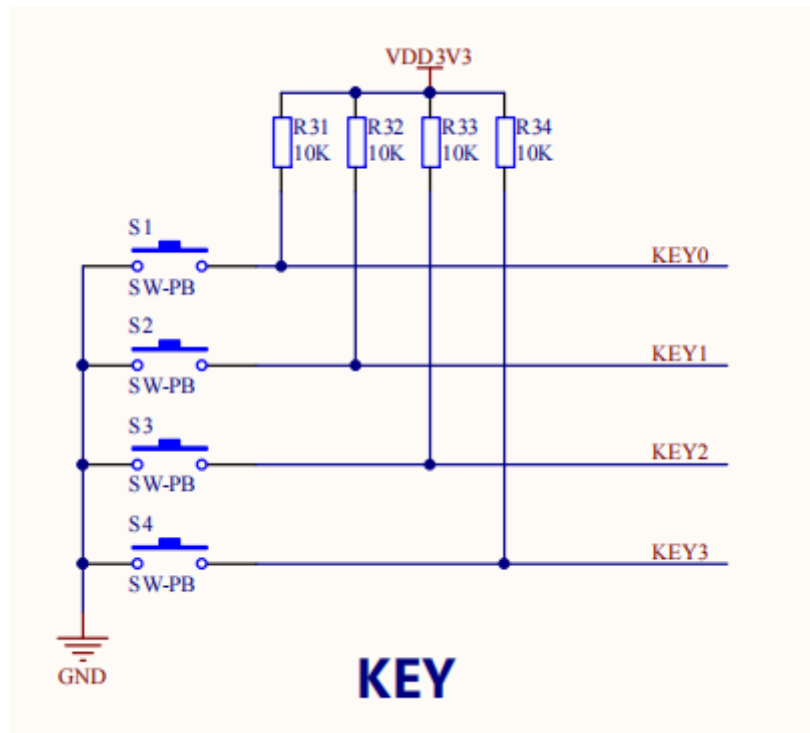 VDD3V3
R31 R32 R33 R34
10K 10K 10K 10K
S1
KEY0
SW-PB
S2
KEY1
SW-PB
S3
KEY2
SW-PB
S4
KEY3
SW-PB
GND
KEY